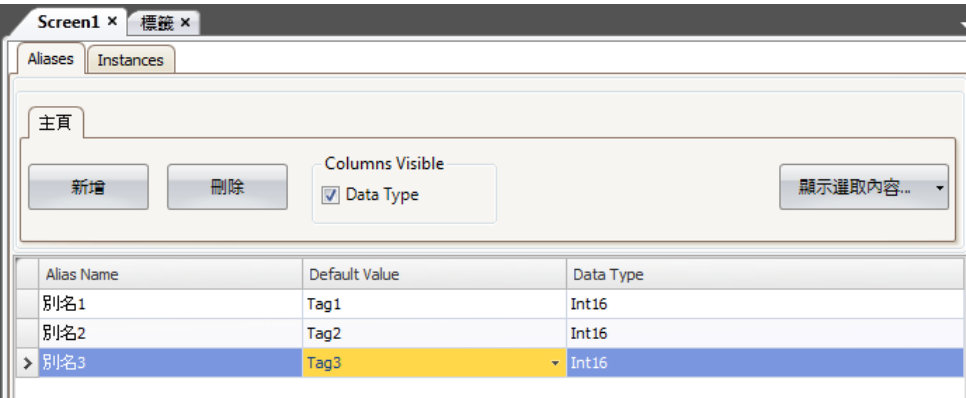 Screen1 × 標籤 ×
Aliases Instances
主頁
新增 刪除 Columns Visible Data Type 顯示選取內容...
Alias Name Default Value Data Type
別名1 Tag1 Int16
別名2 Tag2 Int16
別名3 Tag3 Int16